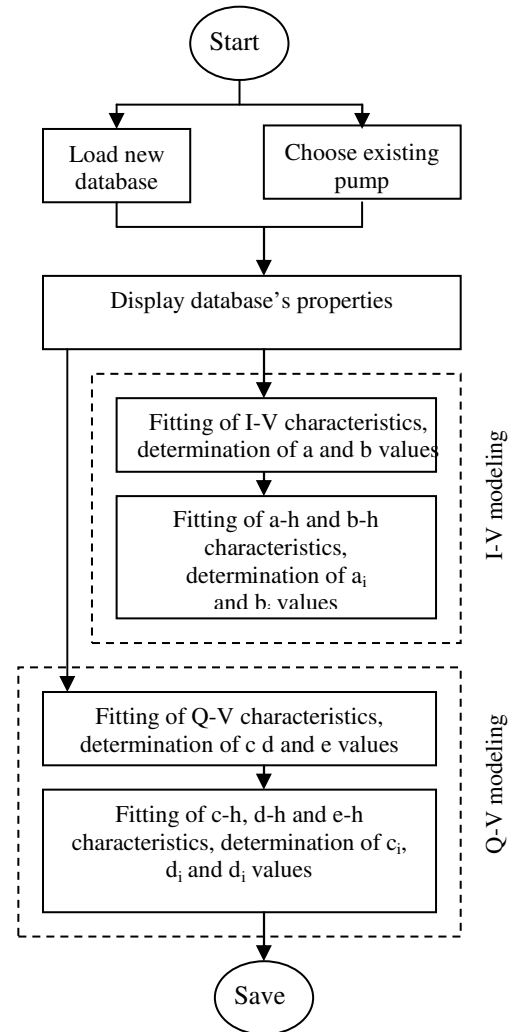 Start
Load new
database
Choose existing
pump
Display database's properties
Fitting of I-V characteristics,
determination of a and b values
Fitting of a-h and b-h
characteristics,
determination of aᵢ
and bᵢ values
I-V modeling
Fitting of Q-V characteristics,
determination of c d and e values
Fitting of c-h, d-h and e-h
characteristics, determination of cᵢ,
dᵢ and dᵢ values
Q-V modeling
Save